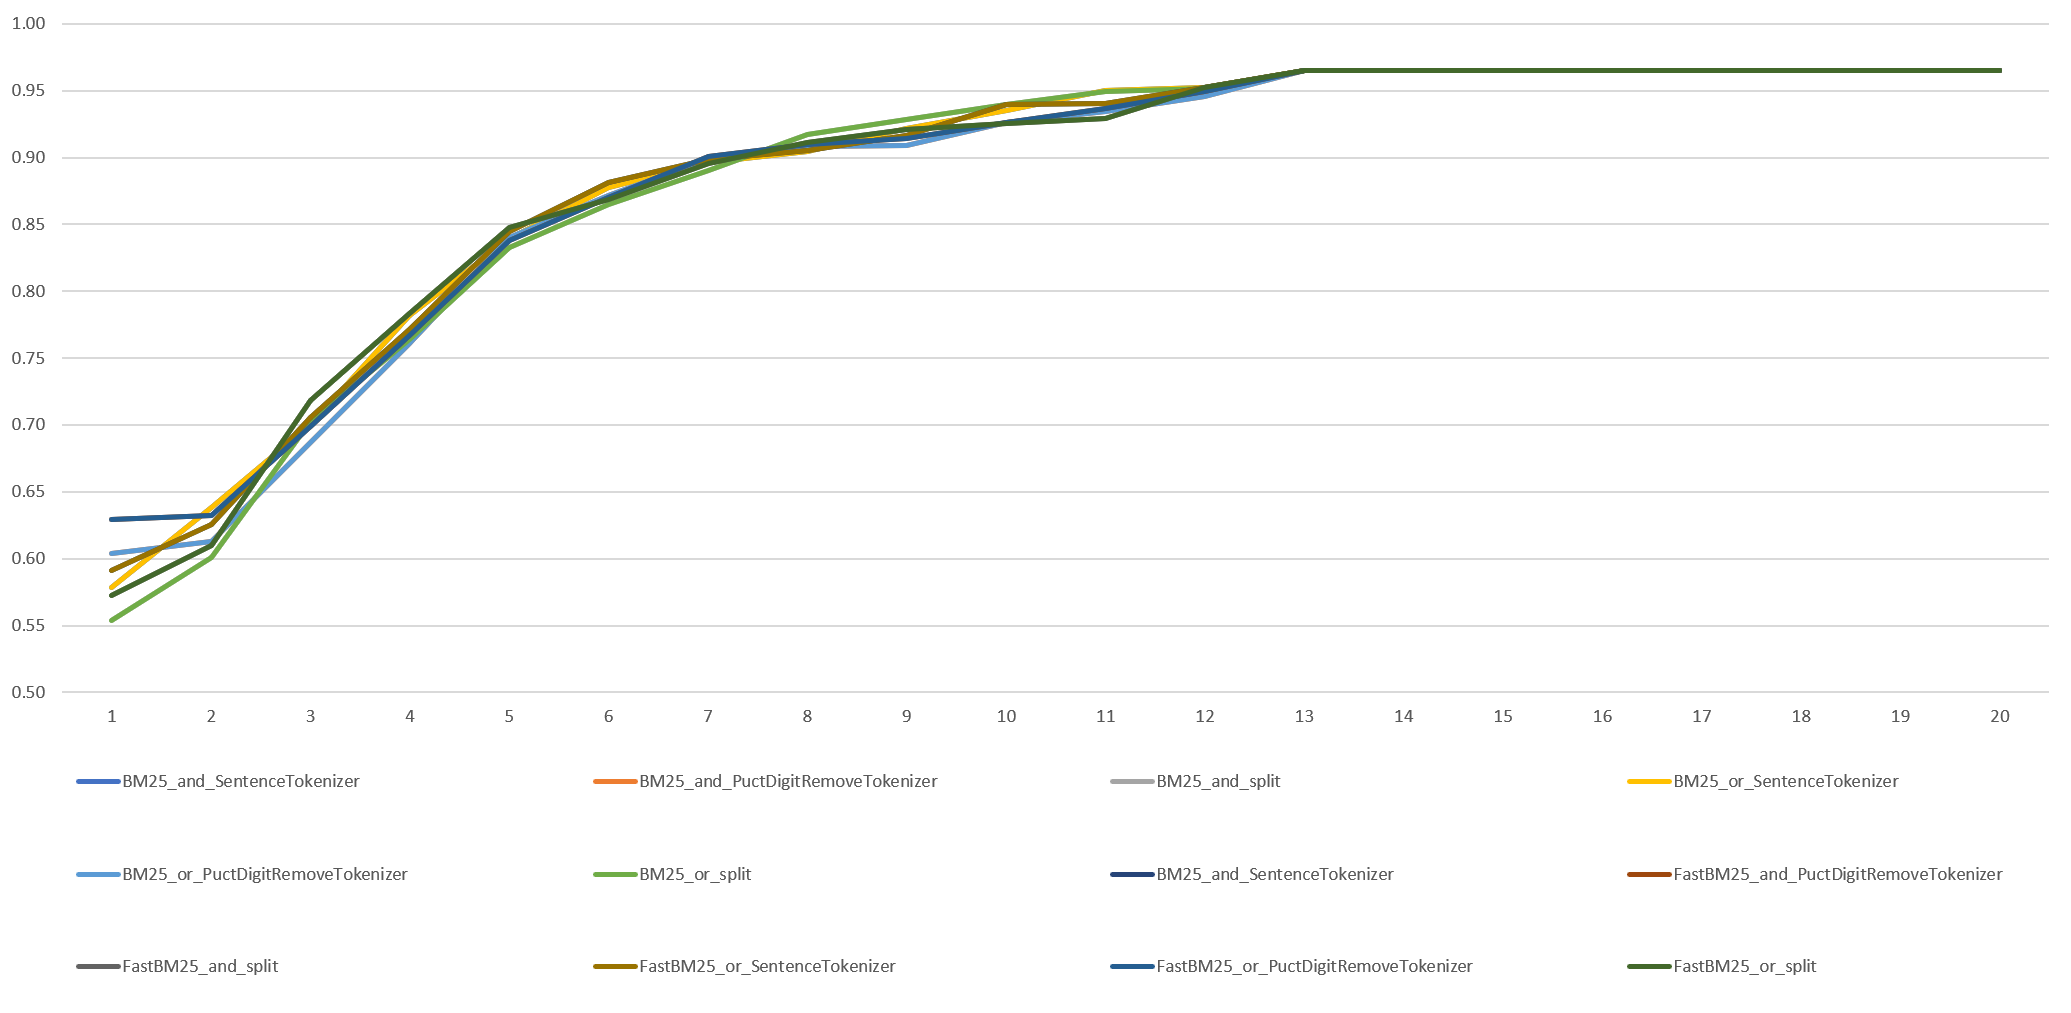 1.00
0.95
0.90
0.85
0.80
0.75
0.70
0.65
0.60
0.55
0.50
1 2 3 4 5 6 7 8 9 10 11 12 13 14 15 16 17 18 19 20
BM25_and_SentenceTokenizer BM25_and_PuctDigitRemoveTokenizer BM25_and_split BM25_or_SentenceTokenizer
BM25_or_PuctDigitRemoveTokenizer BM25_or_split BM25_and_SentenceTokenizer FastBM25_and_PuctDigitRemoveTokenizer
FastBM25_and_split FastBM25_or_SentenceTokenizer FastBM25_or_PuctDigitRemoveTokenizer FastBM25_or_split